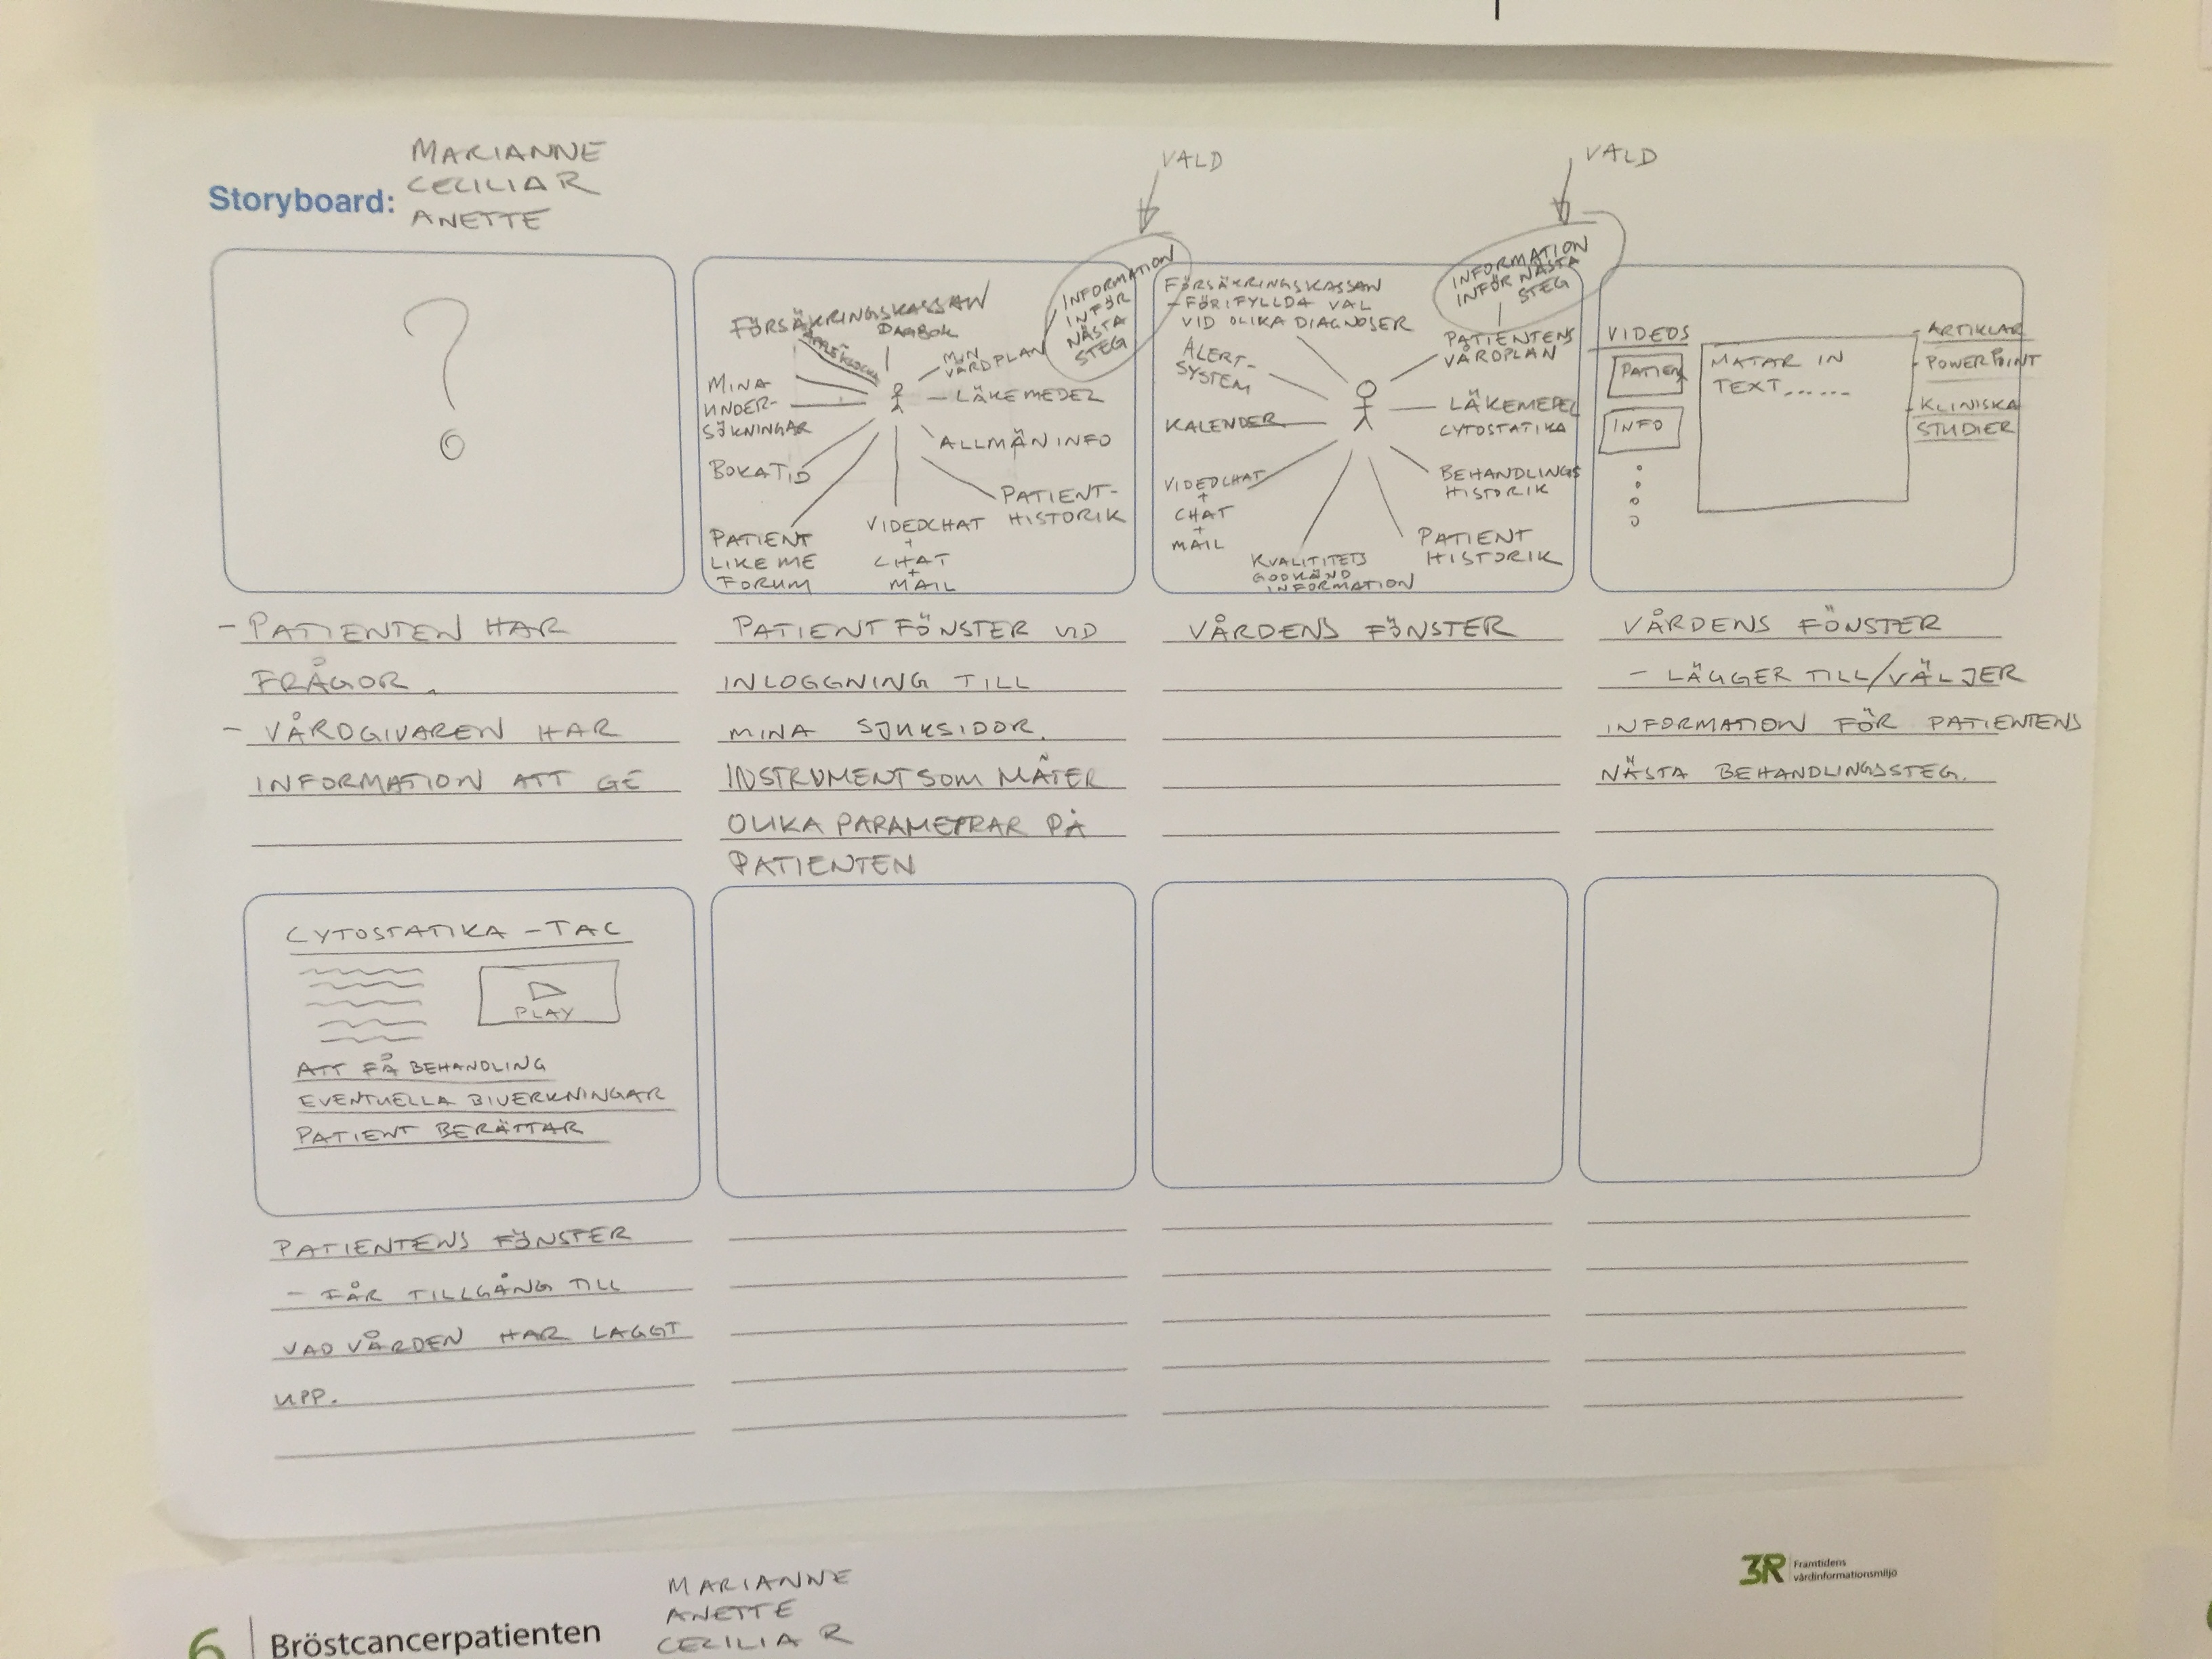 MARIANNE
CECILIA R
ANETTE
Storyboard:
VALD
VALD
?
FÖRSÄKRINGSKASSAN
DAGBOK
MIN
VÅRDPLAN
INFORMATION
INFÖR
NÄSTA
STEG
MINA
UNDER-
SÖKNINGAR
LÄKEMEDEL
ALLMÄN INFO
BOKA TID
PATIENT-
HISTORIK
PATIENT
LIKE ME
FORUM
VIDEOCHAT
+
CHAT
+
MAIL
FÖRSÄKRINGSKASSAN
- FÖRIFYLLDA VAL
VID OLIKA DIAGNOSER
INFORMATION
INFÖR NÄSTA
STEG
ALERT-
SYSTEM
PATIENTENS
VÅRDPLAN
KALENDER
LÄKEMEDEL
CYTOSTATIKA
VIDEOCHAT
+
CHAT
+
MAIL
BEHANDLINGS
HISTORIK
KVALITITETS
GODKÄND
INFORMATION
PATIENT
HISTORIK
VIDEOS
PATIEN
INFO
MATAR IN
TEXT......
- ARTIKLAR
- POWERPOINT
- KLINISKA
STUDIER
- PATIENTEN HAR
FRÅGOR.
- VÅRDGIVAREN HAR
INFORMATION ATT GE
PATIENTFÖNSTER VID
INLOGGNING TILL
MINA SJUKSIDOR.
INSTRUMENT SOM MÄTER
OLIKA PARAMETRAR PÅ
PATIENTEN
VÅRDENS FÖNSTER
VÅRDENS FÖNSTER
- LÄGGER TILL/VÄLJER
INFORMATION FÖR PATIENTENS
NÄSTA BEHANDLINGSSTEG.
CYTOSTATIKA - TAC
PLAY
ATT FÅ BEHANDLING
EVENTUELLA BIVERKNINGAR
PATIENT BERÄTTAR
PATIENTENS FÖNSTER
- FÅR TILLGÅNG TILL
VAD VÅRDEN HAR LAGGT
UPP.
3R Framtidens
vårdinformationsmiljö
6 Bröstcancerpatienten
MARIANNE
ANETTE
CECILIA R